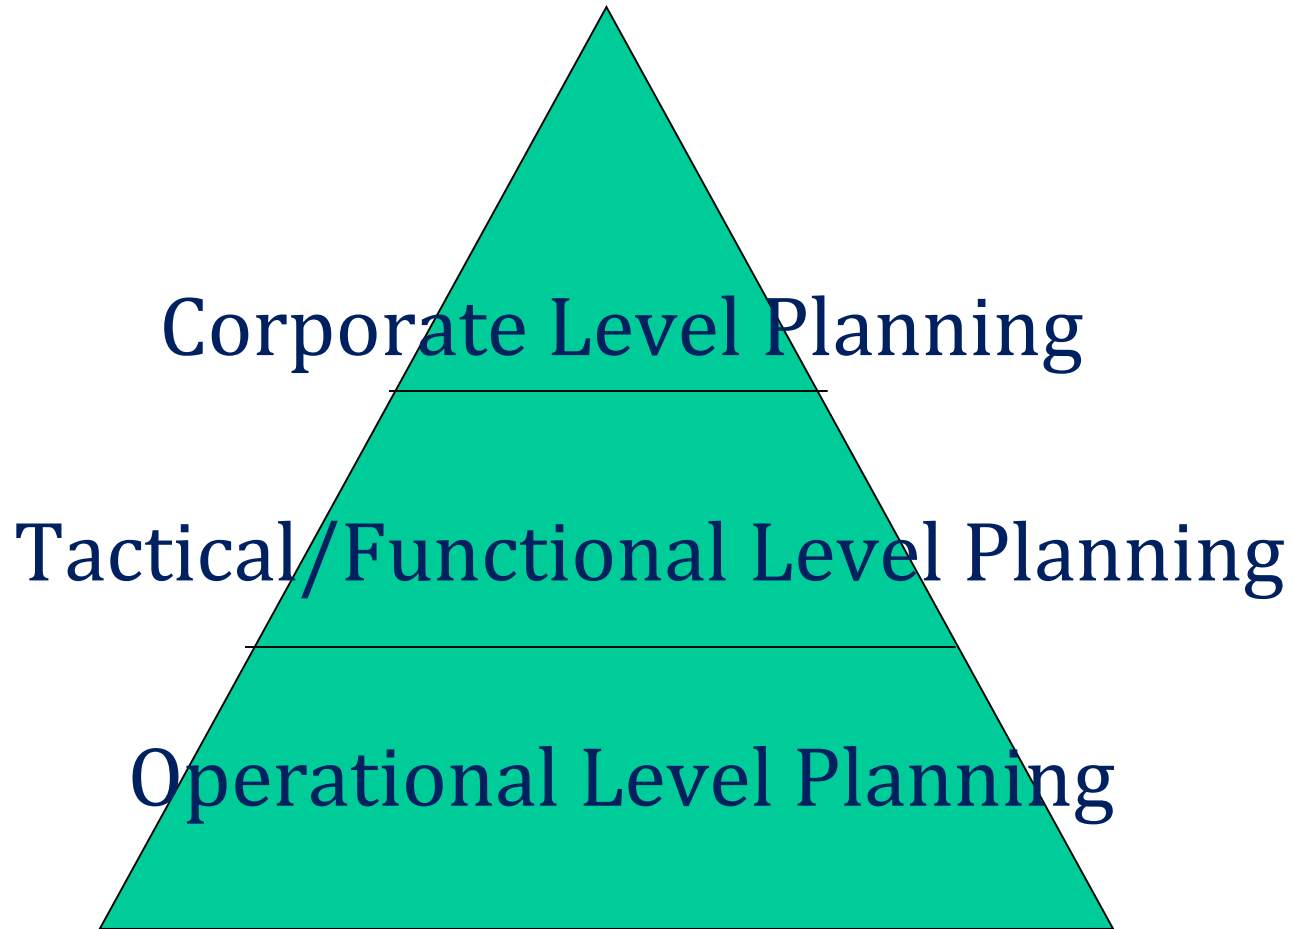 Corporate Level Planning
Tactical/Functional Level Planning
Operational Level Planning